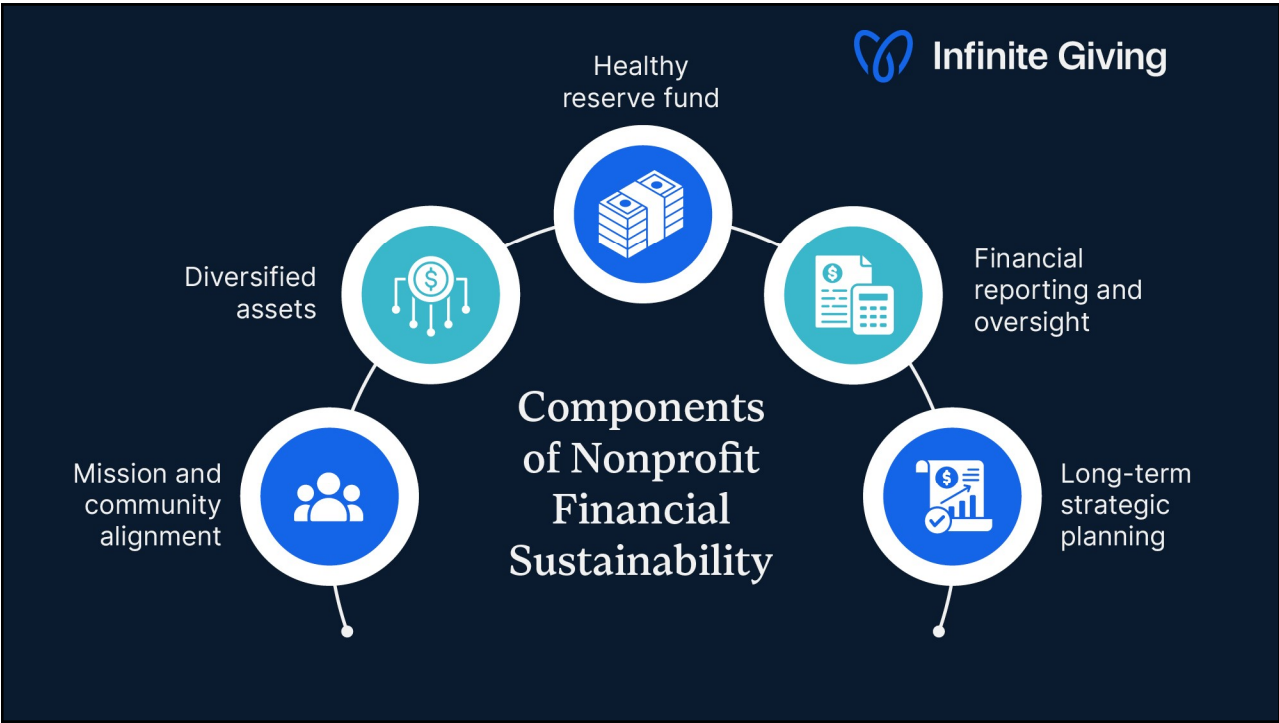 Infinite Giving
Healthy
reserve fund
Diversified
assets
Financial
reporting and
oversight
Mission and
community
alignment
Components
of Nonprofit
Financial
Sustainability
Long-term
strategic
planning